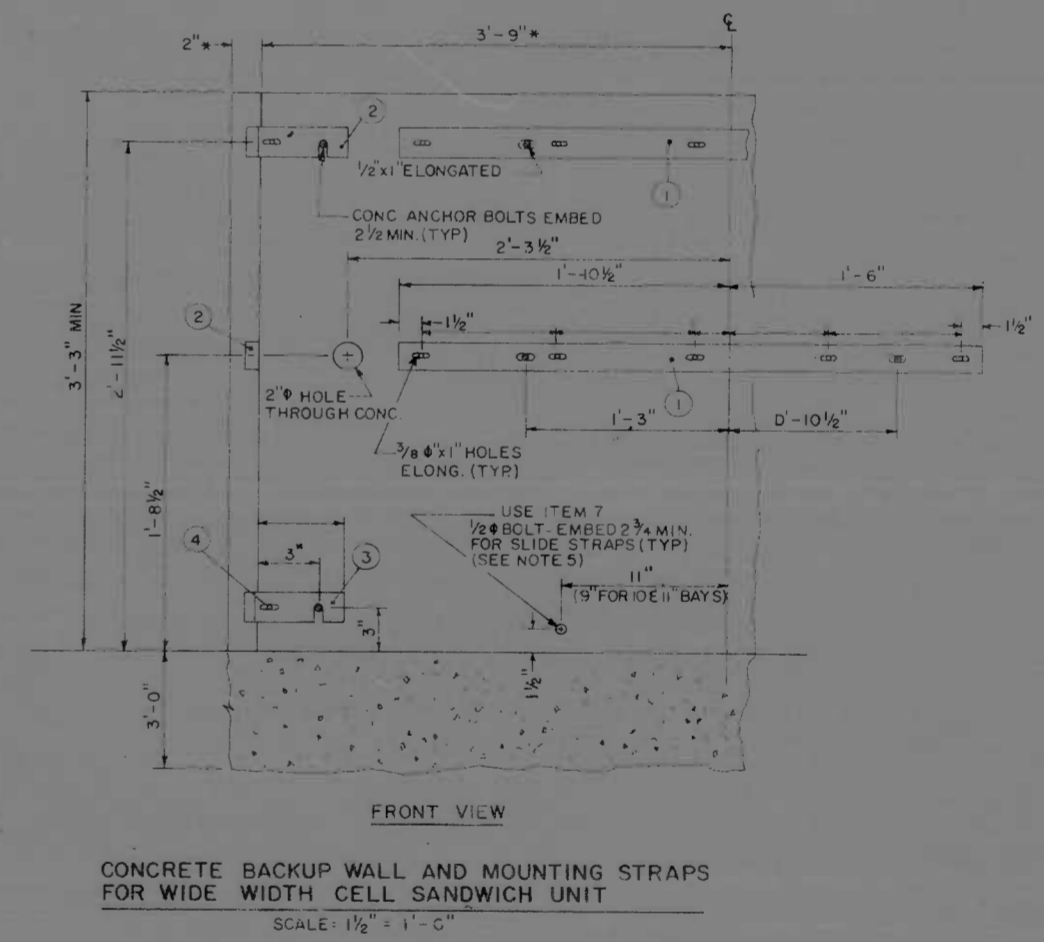 ℄
2"*
3'-9"*
2
1/2"x1" ELONGATED
1
CONC ANCHOR BOLTS EMBED
2 1/2 MIN. (TYP)
2'-3 1/2"
1'-10 1/2"
1'-6"
3'-3" MIN
2'-11 1/2"
2
1 1/2"
1 1/2"
2"Φ HOLE
THROUGH CONC.
1
1'-3"
0'-10 1/2"
3/8 Φ"x1" HOLES
ELONG. (TYP.)
1'-8 1/2"
USE ITEM 7
1/2 Φ BOLT-EMBED 2 3/4 MIN.
FOR SLIDE STRAPS (TYP)
(SEE NOTE 5)
4
3"
3
11"
(9" FOR 10 & 11" BAYS)
3"
1 1/2"
3'-0"
FRONT VIEW
CONCRETE BACKUP WALL AND MOUNTING STRAPS
FOR WIDE WIDTH CELL SANDWICH UNIT
SCALE: 1 1/2" = 1'-0"